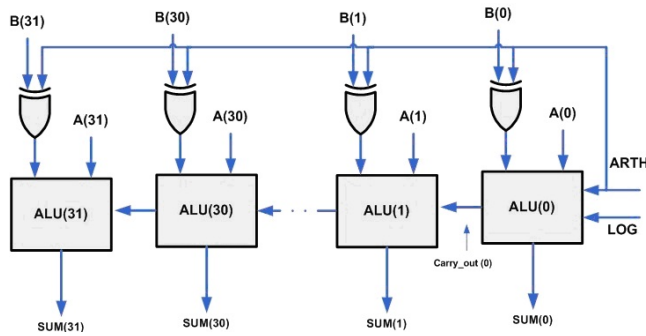 B(31)
B(30)
B(1)
B(0)
A(31)
A(30)
A(1)
A(0)
ARTH
ALU(31)
ALU(30)
ALU(1)
ALU(0)
LOG
Carry_out (0)
SUM(31)
SUM(30)
SUM(1)
SUM(0)